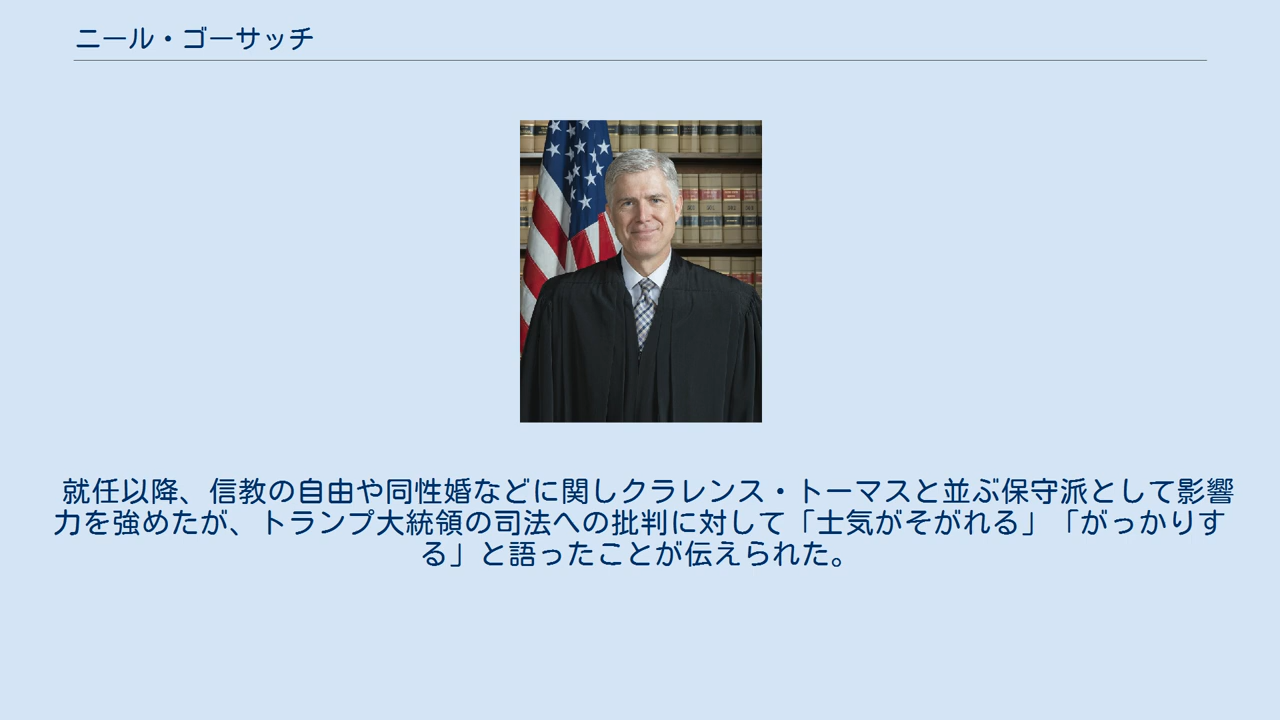 ニール・ゴーサッチ
就任以降、信教の自由や同性婚などに関しクラレンス・トーマスと並ぶ保守派として影響
力を強めたが、トランプ大統領の司法への批判に対して「士気がそがれる」「がっかりす
る」と語ったことが伝えられた。